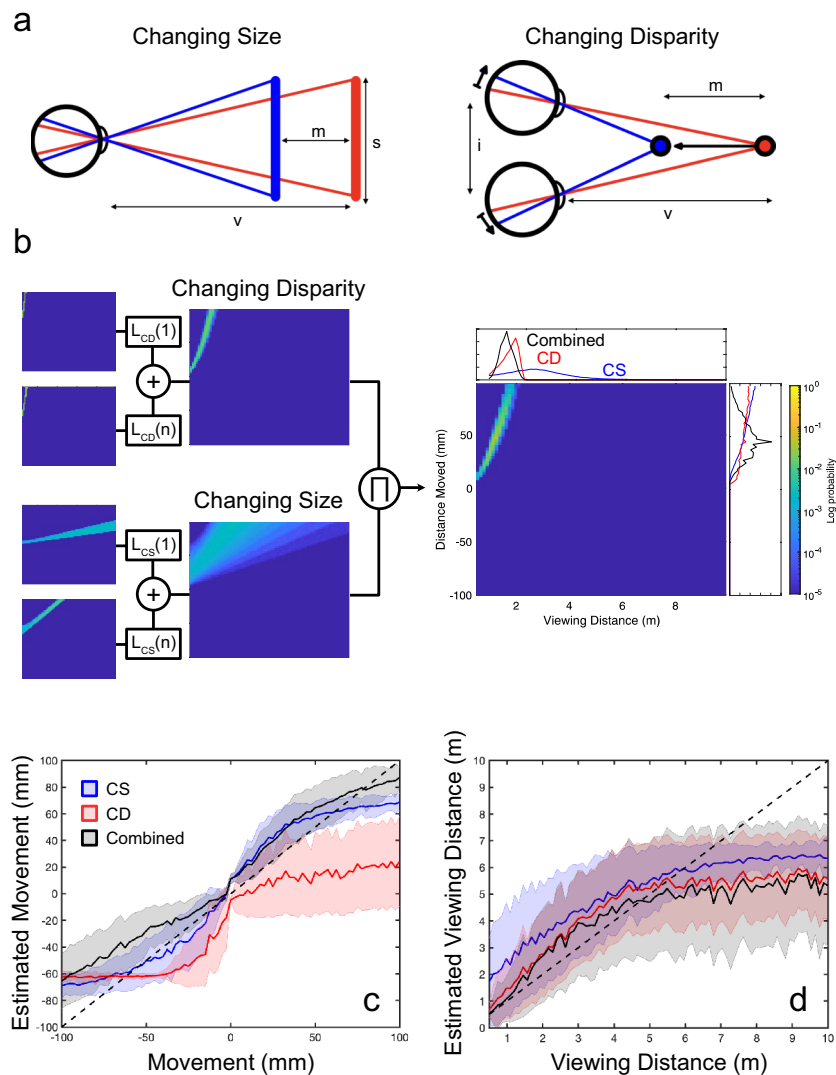 a
Changing Size
Changing Disparity
m
s
v
m
i
v
b
Changing Disparity
L_CD(1)
+
L_CD(n)
Changing Size
L_CS(1)
+
L_CS(n)
∏
Combined
CD
CS
Distance Moved (mm)
50
0
-50
-100
2
4
6
8
Viewing Distance (m)
10^0
10^-1
10^-2
10^-3
10^-4
10^-5
Log probability
Estimated Movement (mm)
100
80
60
40
20
0
-20
-40
-60
-80
-100
CS
CD
Combined
c
-100
-50
0
50
100
Movement (mm)
Estimated Viewing Distance (m)
10
9
8
7
6
5
4
3
2
1
0
d
1
2
3
4
5
6
7
8
9
10
Viewing Distance (m)